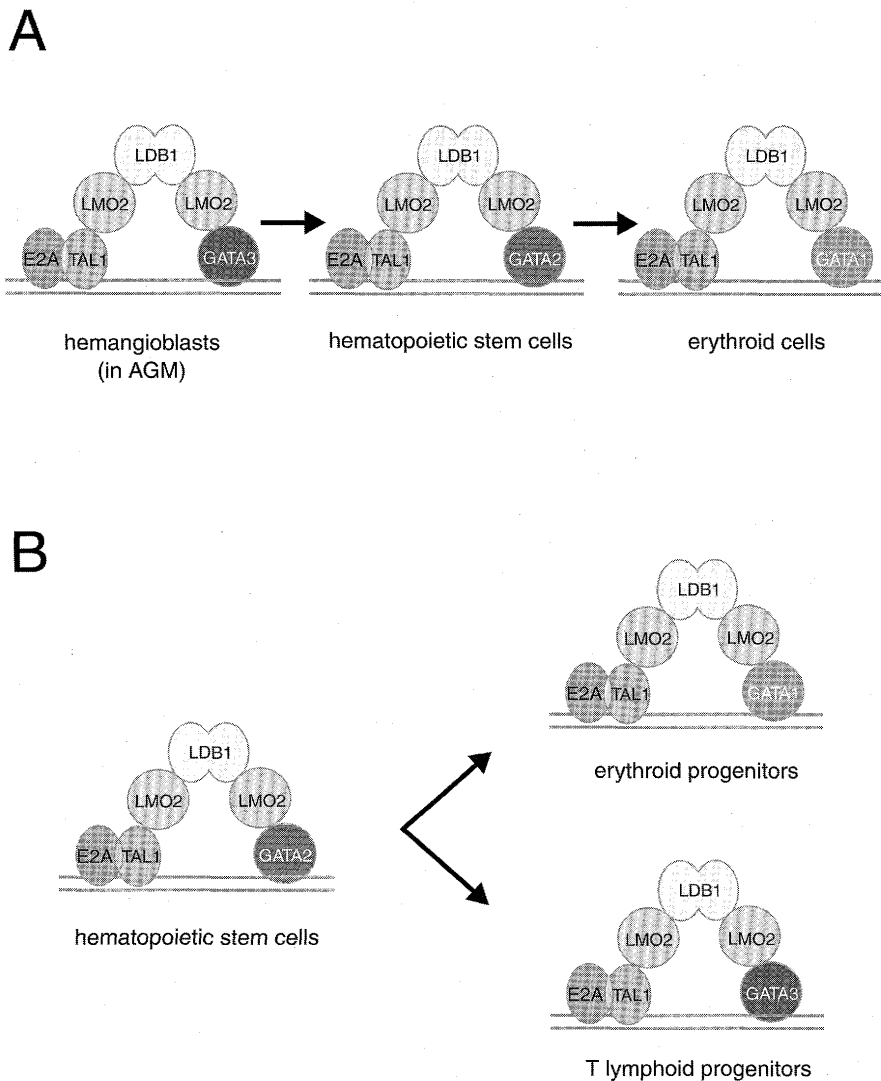 A
LDB1 LDB1 LDB1
LMO2 LMO2 LMO2 LMO2 LMO2 LMO2
E2A TAL1 GATA3 E2A TAL1 GATA2 E2A TAL1 GATA1
hemangioblasts hematopoietic stem cells erythroid cells
(in AGM)
B
LDB1
LMO2 LMO2
E2A TAL1 GATA1
erythroid progenitors
LDB1
LMO2 LMO2
E2A TAL1 GATA2
hematopoietic stem cells
LDB1
LMO2 LMO2
E2A TAL1 GATA3
T lymphoid progenitors